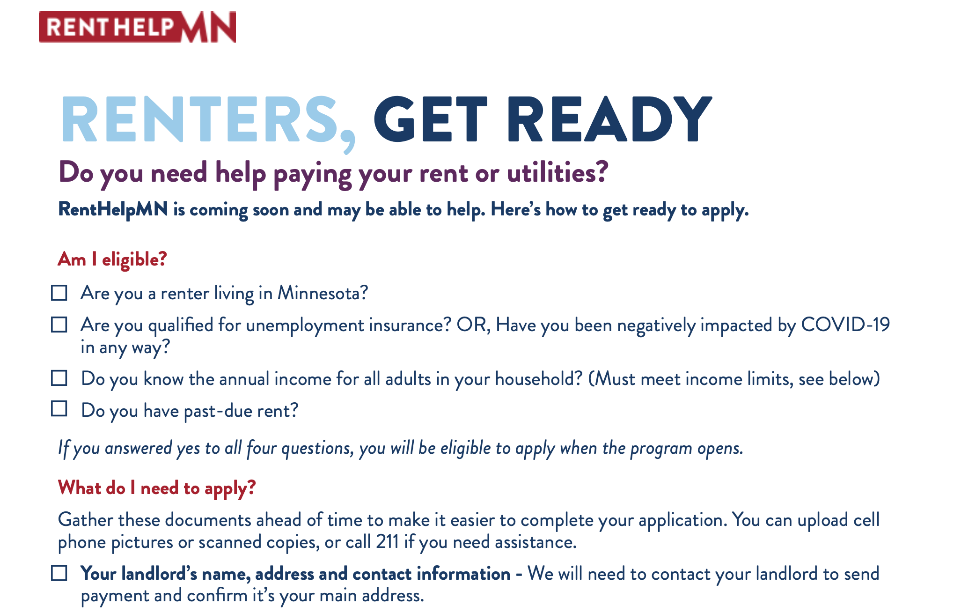 RENT HELP MN
RENTERS, GET READY
Do you need help paying your rent or utilities?
RentHelpMN is coming soon and may be able to help. Here's how to get ready to apply.
Am I eligible?
Are you a renter living in Minnesota?
Are you qualified for unemployment insurance? OR, Have you been negatively impacted by COVID-19
in any way?
Do you know the annual income for all adults in your household? (Must meet income limits, see below)
Do you have past-due rent?
If you answered yes to all four questions, you will be eligible to apply when the program opens.
What do I need to apply?
Gather these documents ahead of time to make it easier to complete your application. You can upload cell
phone pictures or scanned copies, or call 211 if you need assistance.
Your landlord's name, address and contact information - We will need to contact your landlord to send
payment and confirm it's your main address.